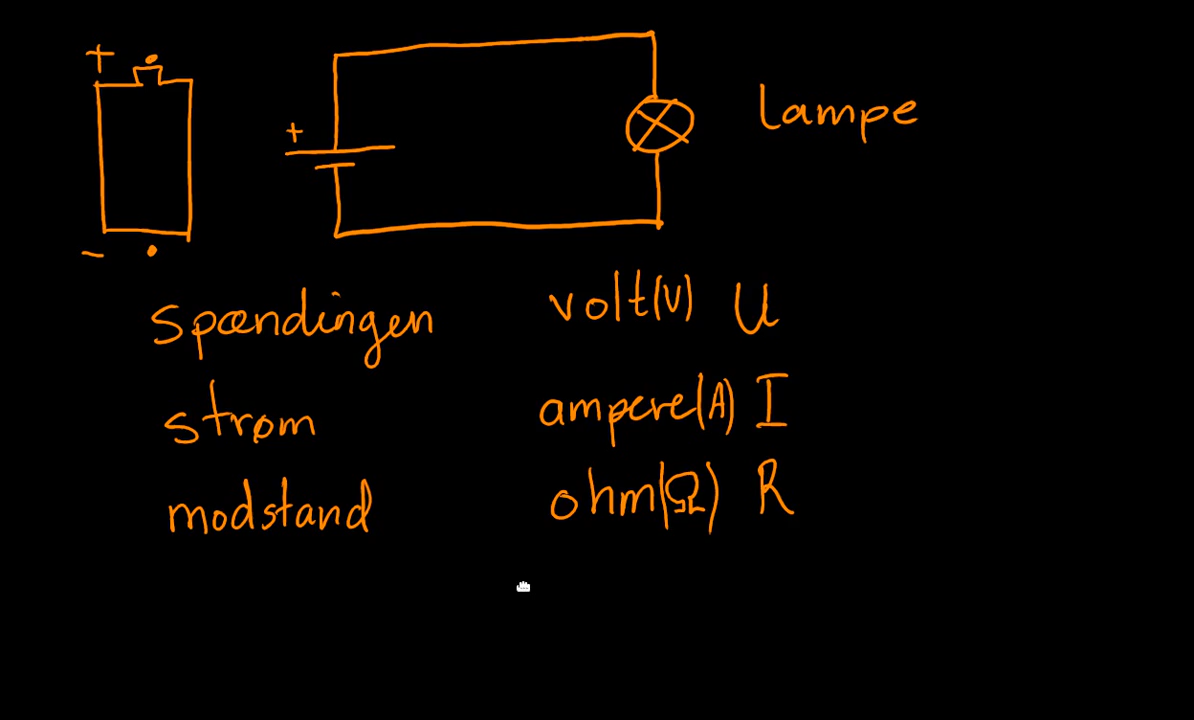 +
+
Lampe
-
Spændingen volt(V) U
strøm ampere(A) I
modstand ohm(Ω) R